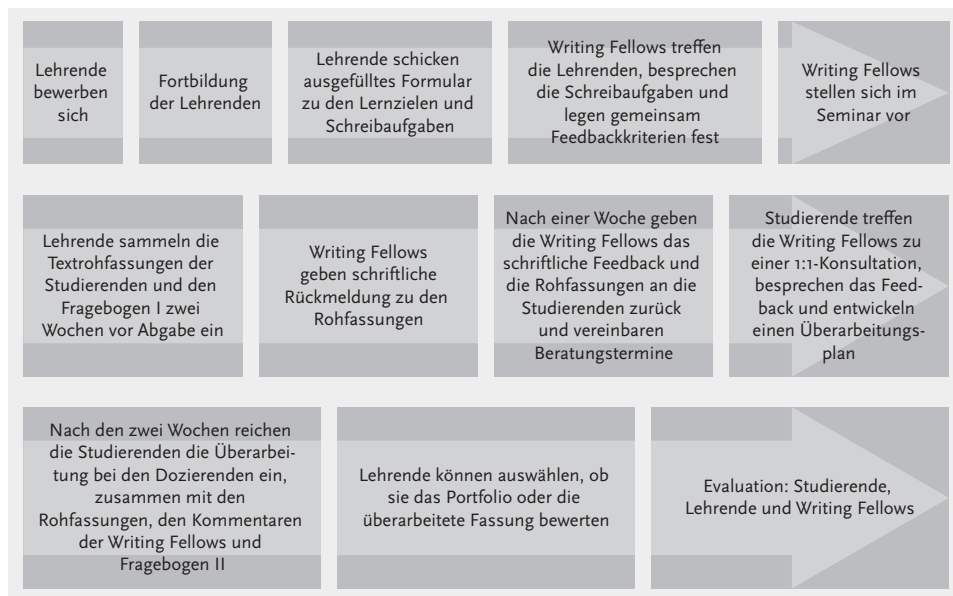 Lehrende
bewerben
sich
Fortbildung
der Lehrenden
Lehrende schicken
ausgefülltes Formular
zu den Lernzielen und
Schreibaufgaben
Writing Fellows treffen
die Lehrenden, besprechen
die Schreibaufgaben und
legen gemeinsam
Feedbackkriterien fest
Writing Fellows
stellen sich im
Seminar vor
Lehrende sammeln die
Textrohfassungen der
Studierenden und den
Fragebogen I zwei
Wochen vor Abgabe ein
Writing Fellows
geben schriftliche
Rückmeldung zu den
Rohfassungen
Nach einer Woche geben
die Writing Fellows das
schriftliche Feedback und
die Rohfassungen an die
Studierenden zurück
und vereinbaren
Beratungstermine
Studierende treffen
die Writing Fellows zu
einer 1:1-Konsultation,
besprechen das Feed-
back und entwickeln
einen Überarbeitungs-
plan
Nach den zwei Wochen reichen
die Studierenden die Überarbei-
tung bei den Dozierenden ein,
zusammen mit den
Rohfassungen, den Kommentaren
der Writing Fellows und
Fragebogen II
Lehrende können auswählen, ob
sie das Portfolio oder die
überarbeitete Fassung bewerten
Evaluation: Studierende,
Lehrende und Writing Fellows